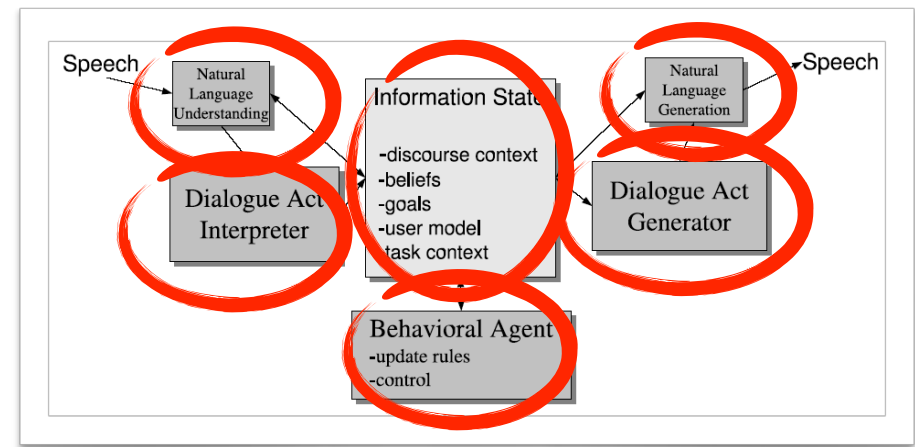 Speech
Natural
Language
Understanding
Dialogue Act
Interpreter
Information State
-discourse context
-beliefs
-goals
-user model
-task context
Behavioral Agent
-update rules
-control
Natural
Language
Generation
Speech
Dialogue Act
Generator